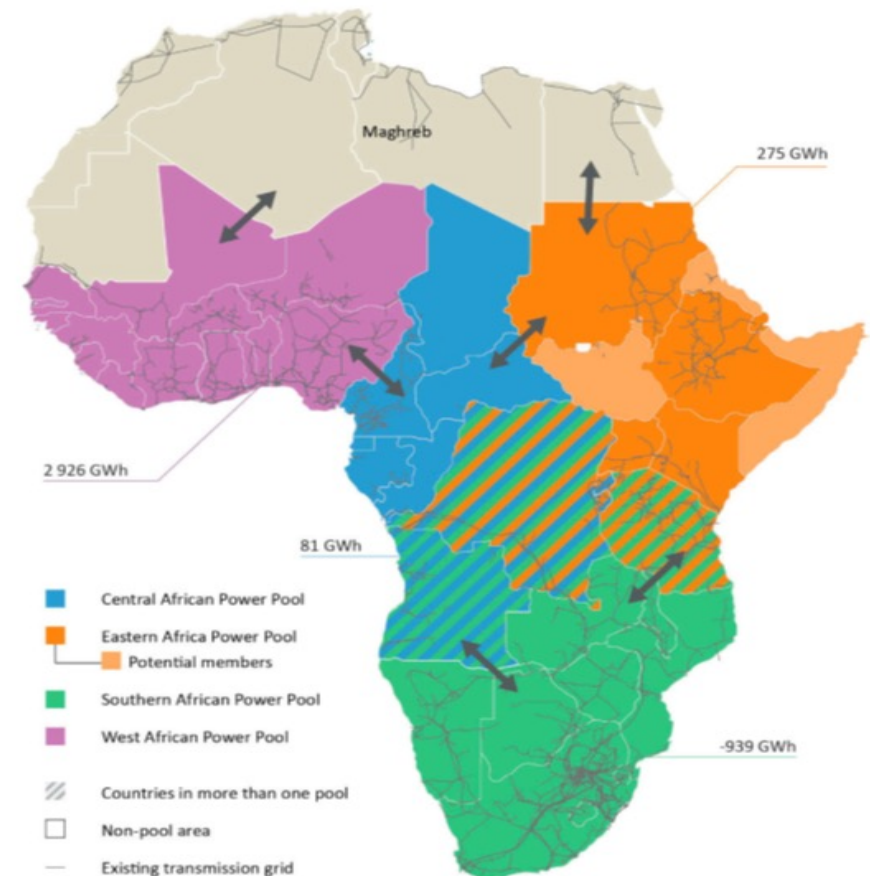 Maghreb
275 GWh
2 926 GWh
81 GWh
Central African Power Pool
Eastern Africa Power Pool
Potential members
Southern African Power Pool
West African Power Pool
-939 GWh
Countries in more than one pool
Non-pool area
Existing transmission grid